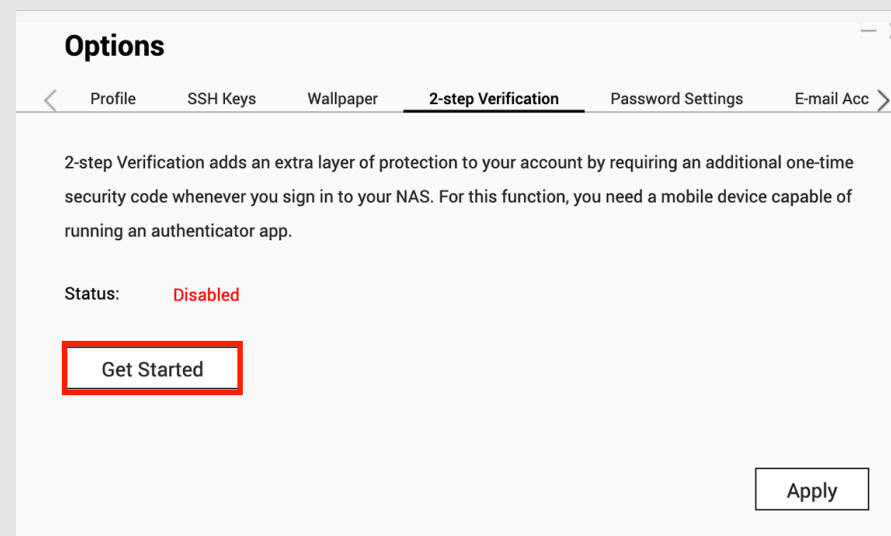 Options
Profile SSH Keys Wallpaper 2-step Verification Password Settings E-mail Acc
2-step Verification adds an extra layer of protection to your account by requiring an additional one-time
security code whenever you sign in to your NAS. For this function, you need a mobile device capable of
running an authenticator app.
Status: Disabled
Get Started
Apply